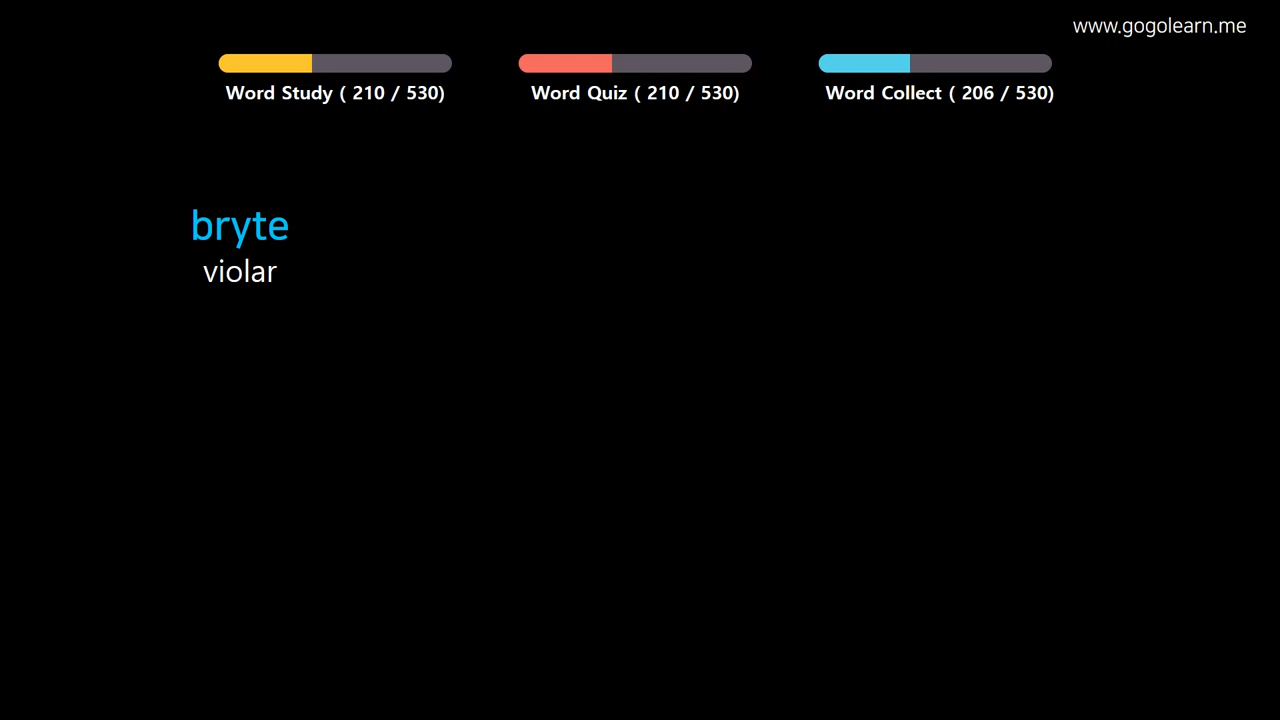 www.gogolearn.me
Word Study ( 210 / 530)
Word Quiz ( 210 / 530)
Word Collect ( 206 / 530)
bryte
violar